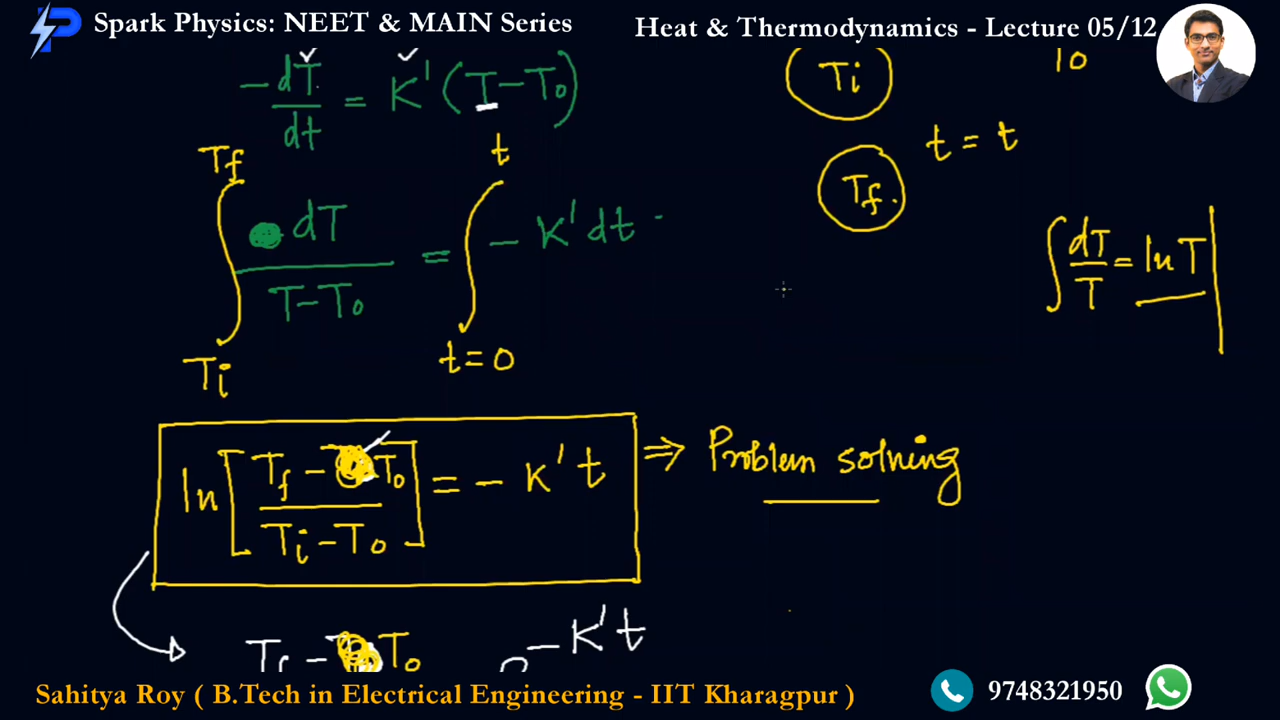 Spark Physics: NEET & MAIN Series
Heat & Thermodynamics - Lecture 05/12
-dT/dt = K'(T-T₀)
Ti
10
t = t
Tf.
∫_{Ti}^{Tf} dT/(T-T₀) = ∫_{t=0}^{t} - K'dt
∫ dT/T = ln T |
ln[(Tf - T₀)/(Ti - T₀)] = - K't ⇒ Problem solving
Tf - T₀ e^{-K't}
Sahitya Roy ( B.Tech in Electrical Engineering - IIT Kharagpur )
9748321950